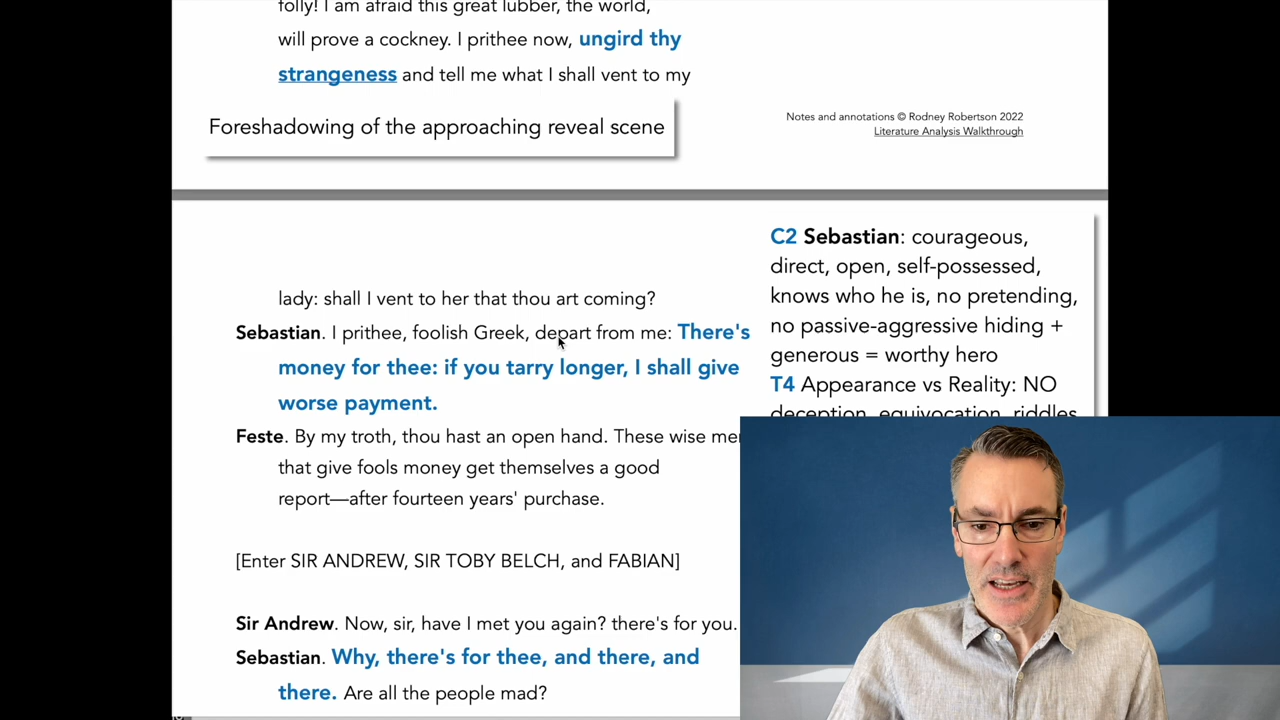 folly! I am afraid this great lubber, the world,
will prove a cockney. I prithee now, ungird thy
strangeness and tell me what I shall vent to my
Foreshadowing of the approaching reveal scene
Notes and annotations © Rodney Robertson 2022
Literature Analysis Walkthrough
lady: shall I vent to her that thou art coming?
Sebastian. I prithee, foolish Greek, depart from me: There's
money for thee: if you tarry longer, I shall give
worse payment.
Feste. By my troth, thou hast an open hand. These wise men
that give fools money get themselves a good
report—after fourteen years' purchase.
[Enter SIR ANDREW, SIR TOBY BELCH, and FABIAN]
Sir Andrew. Now, sir, have I met you again? there's for you.
Sebastian. Why, there's for thee, and there, and
there. Are all the people mad?
C2 Sebastian: courageous,
direct, open, self-possessed,
knows who he is, no pretending,
no passive-aggressive hiding +
generous = worthy hero
T4 Appearance vs Reality: NO
deception, equivocation, riddles